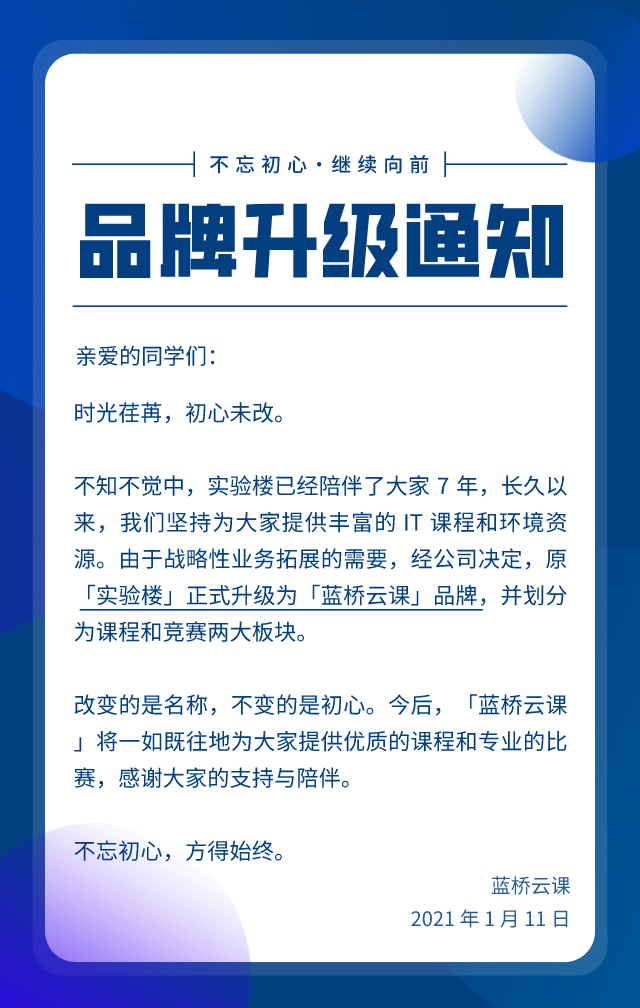 不忘初心·继续向前
品牌升级通知
亲爱的同学们：
时光荏苒，初心未改。
不知不觉中，实验楼已经陪伴了大家 7 年，长久以
来，我们坚持为大家提供丰富的 IT 课程和环境资
源。由于战略性业务拓展的需要，经公司决定，原
「实验楼」正式升级为「蓝桥云课」品牌，并划分
为课程和竞赛两大板块。
改变的是名称，不变的是初心。今后，「蓝桥云课
」将一如既往地为大家提供优质的课程和专业的比
赛，感谢大家的支持与陪伴。
不忘初心，方得始终。
蓝桥云课
2021 年 1 月 11 日